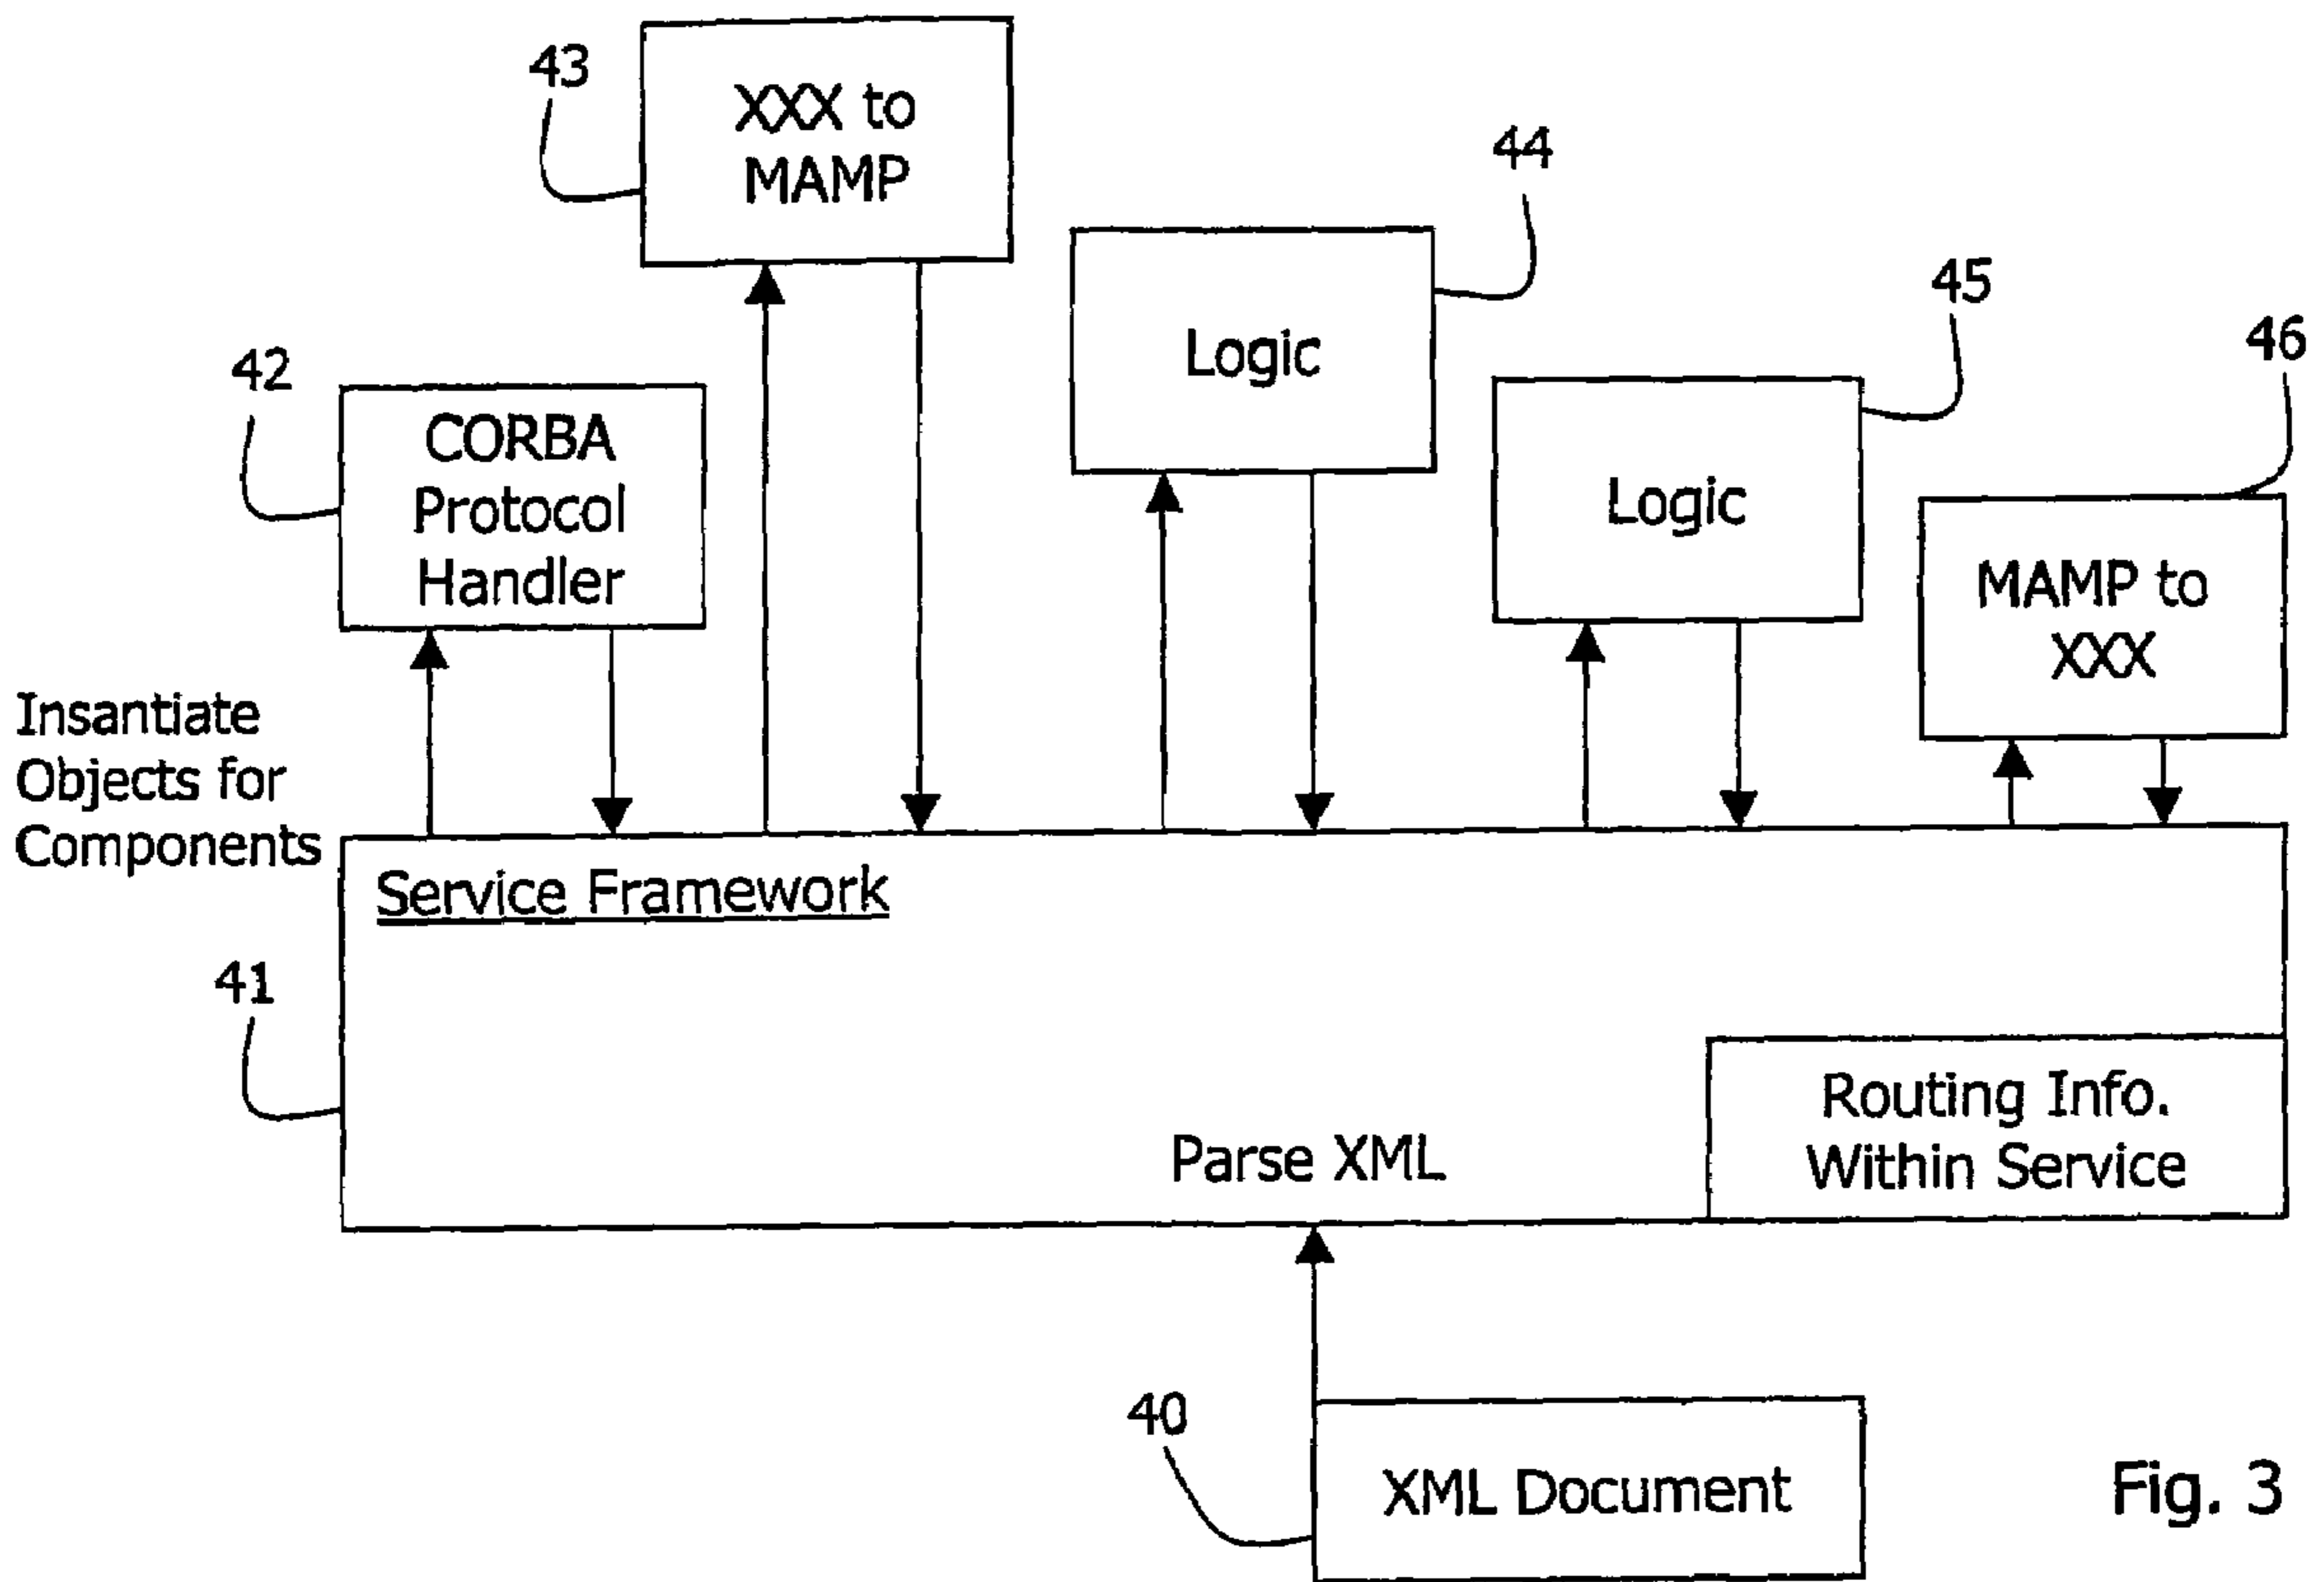 43
XXX to
MAMP
44
Logic
45
Logic
46
MAMP to
XXX
42
CORBA
Protocol
Handler
Insantiate
Objects for
Components
Service Framework
41
Parse XML
Routing Info.
Within Service
40
XML Document
Fig. 3